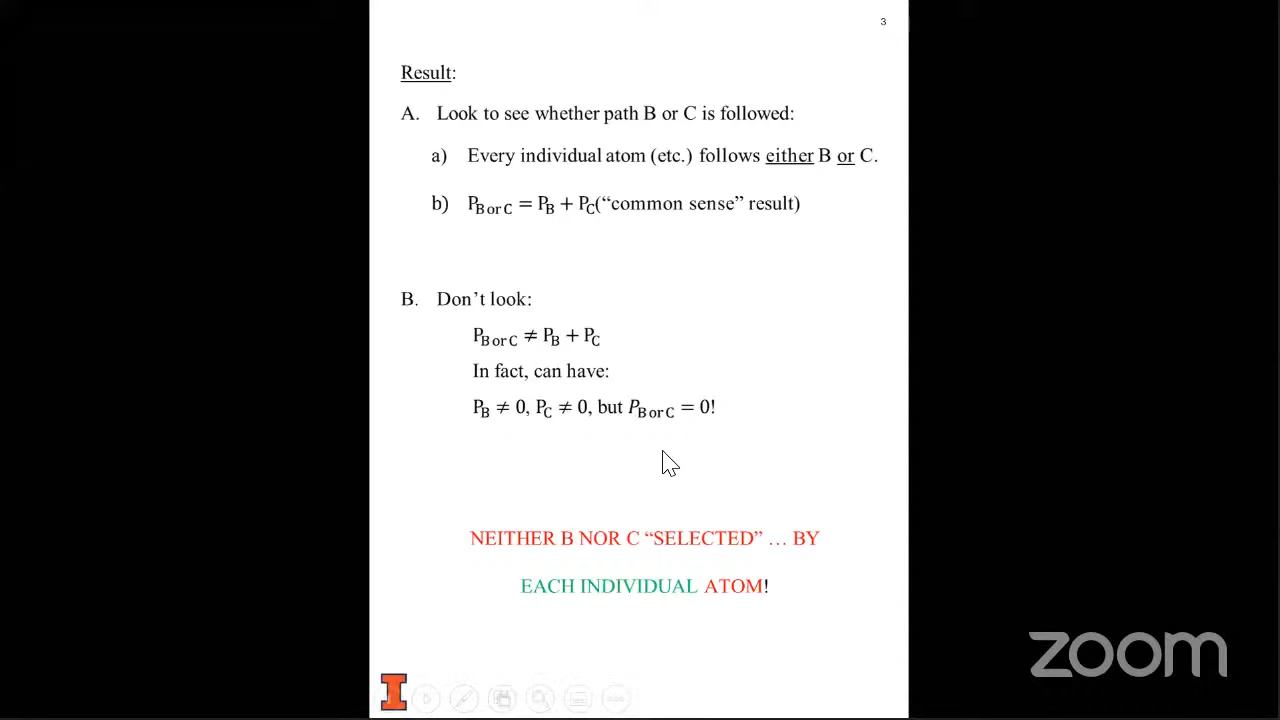 3
Result:
A. Look to see whether path B or C is followed:
a) Every individual atom (etc.) follows either B or C.
b) P_B or C = P_B + P_C(“common sense” result)
B. Don’t look:
P_B or C ≠ P_B + P_C
In fact, can have:
P_B ≠ 0, P_C ≠ 0, but P_B or C = 0!
NEITHER B NOR C “SELECTED” … BY
EACH INDIVIDUAL ATOM!
I
zoom